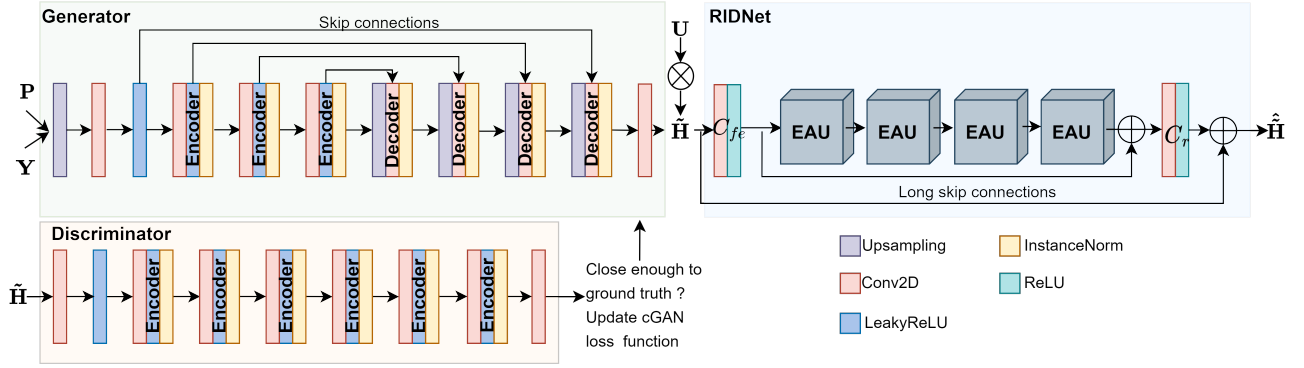 Generator
Skip connections
P
Y
Encoder
Encoder
Encoder
Decoder
Decoder
Decoder
Decoder
U
H̃
RIDNet
C_{fe}
EAU
EAU
EAU
EAU
C_r
Ĥ̃
Long skip connections
Discriminator
H̃
Encoder
Encoder
Encoder
Encoder
Encoder
Encoder
Close enough to
ground truth ?
Update cGAN
loss function
Upsampling
InstanceNorm
Conv2D
ReLU
LeakyReLU